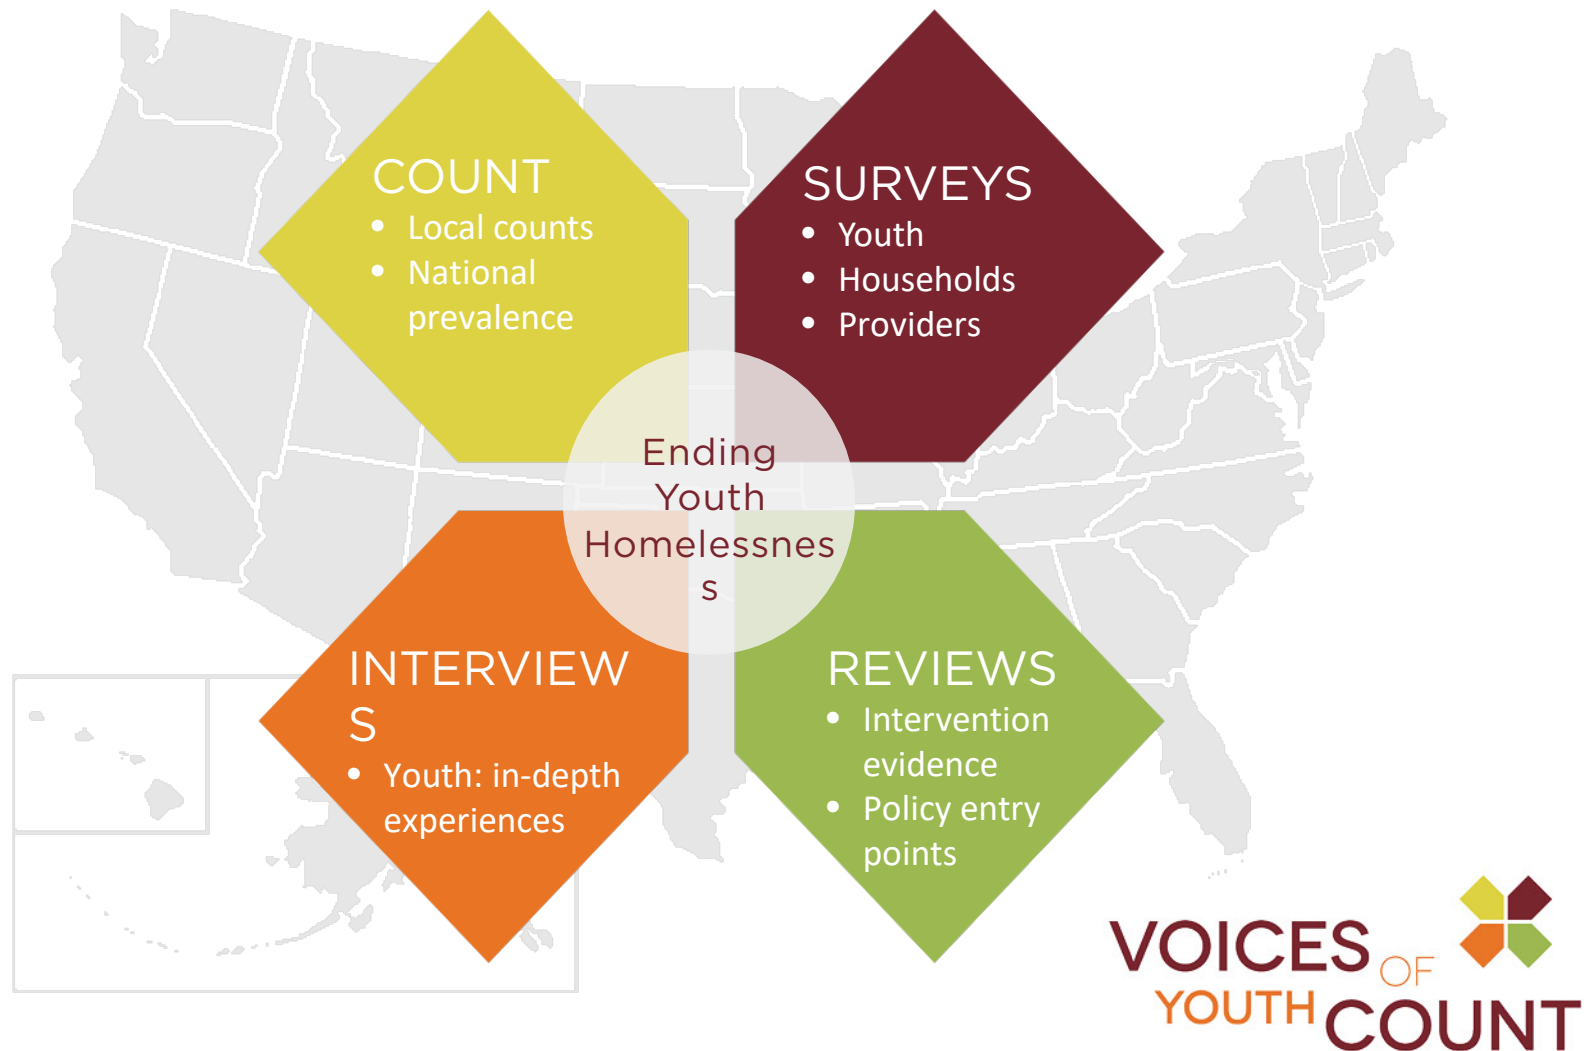 COUNT
• Local counts
• National
prevalence
SURVEYS
• Youth
• Households
• Providers
Ending
Youth
Homelessnes
s
INTERVIEW
S
• Youth: in-depth
experiences
REVIEWS
• Intervention
evidence
• Policy entry
points
VOICES OF
YOUTH COUNT